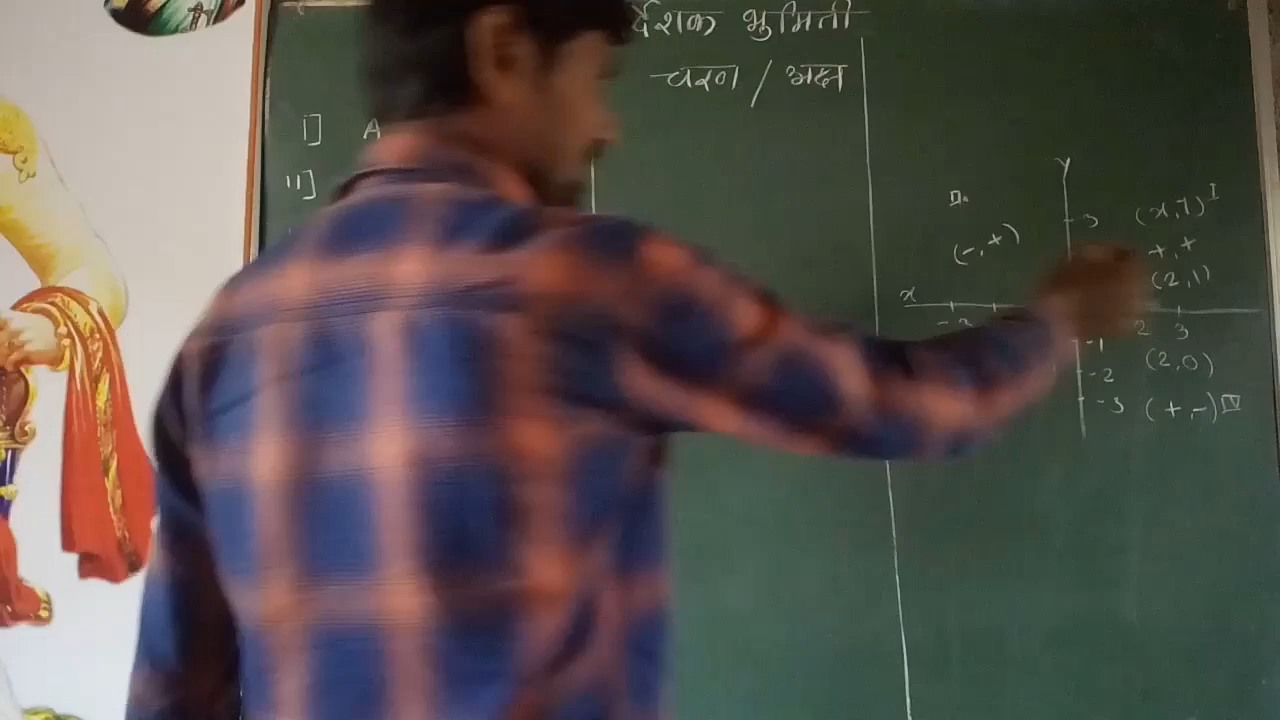 र्देशक भूमिती
चरण / अक्ष
I] A
II]
Y
II
I
3
(-, +)
+, +
(2,1)
x
-1
2 3
-2
(2,0)
-3
(+,-) IV